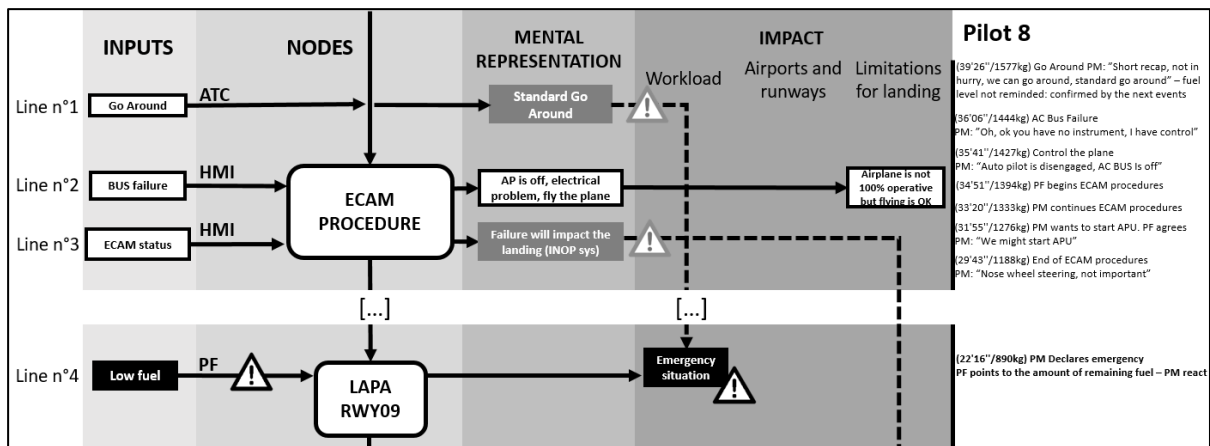 INPUTS
NODES
MENTAL
REPRESENTATION
IMPACT
Workload
Airports and
runways
Limitations
for landing
Pilot 8
Line n°1
Go Around
ATC
Standard Go
Around
(39'26''/1577kg) Go Around PM: "Short recap, not in
hurry, we can go around, standard go around" – fuel
level not reminded: confirmed by the next events
(36'06''/1444kg) AC Bus Failure
PM: "Oh, ok you have no instrument, I have control"
(35'41''/1427kg) Control the plane
PM: "Auto pilot is disengaged, AC BUS Is off"
(34'51''/1394kg) PF begins ECAM procedures
(33'20''/1333kg) PM continues ECAM procedures
(31'55''/1276kg) PM wants to start APU. PF agrees
PM: "We might start APU"
(29'43''/1188kg) End of ECAM procedures
PM: "Nose wheel steering, not important"
Line n°2
BUS failure
HMI
ECAM
PROCEDURE
AP is off, electrical
problem, fly the plane
Airplane is not
100% operative
but flying is OK
Line n°3
ECAM status
HMI
Failure will impact the
landing (INOP sys)
[...]
[...]
Line n°4
Low fuel
PF
LAPA
RWY09
Emergency
situation
(22'16''/890kg) PM Declares emergency
PF points to the amount of remaining fuel – PM react